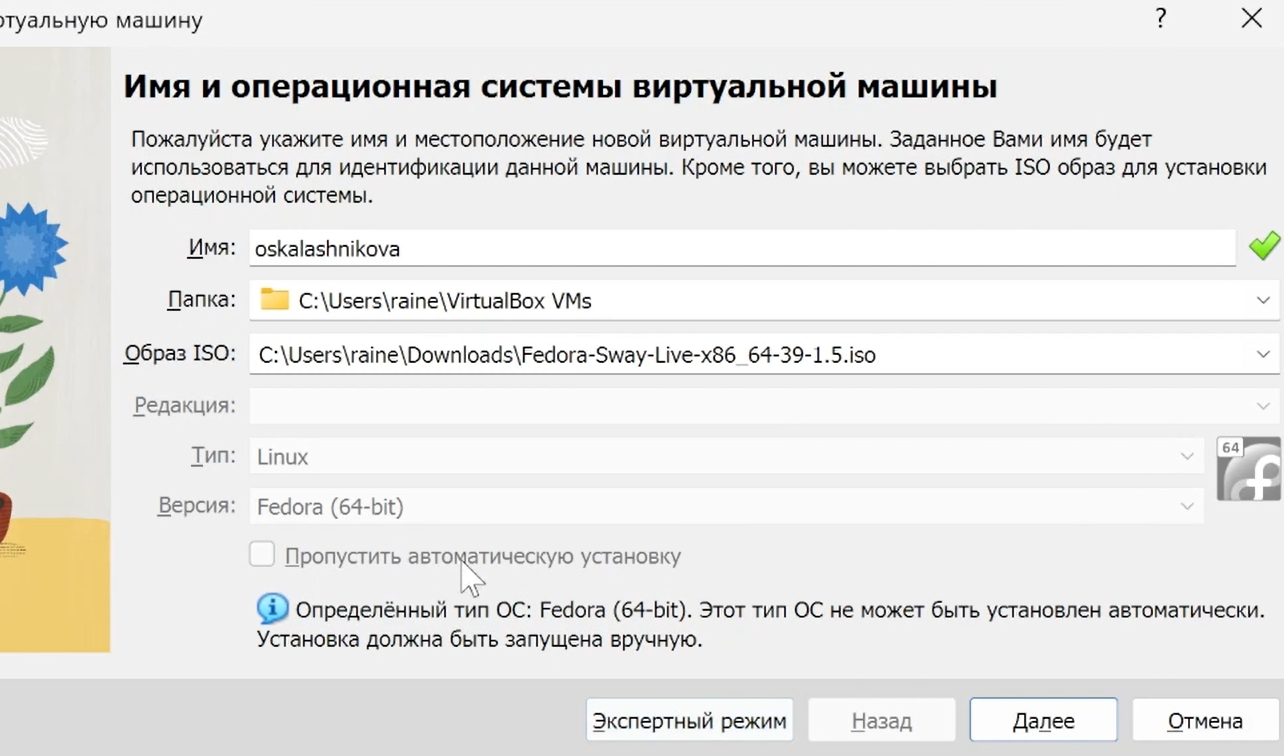 ртуальную машину
?
Имя и операционная системы виртуальной машины
Пожалуйста укажите имя и местоположение новой виртуальной машины. Заданное Вами имя будет
использоваться для идентификации данной машины. Кроме того, вы можете выбрать ISO образ для установки
операционной системы.
Имя: oskalashnikova
Папка: C:\Users\raine\VirtualBox VMs
Образ ISO: C:\Users\raine\Downloads\Fedora-Sway-Live-x86_64-39-1.5.iso
Редакция:
Тип: Linux
64
Версия: Fedora (64-bit)
Пропустить автоматическую установку
Определённый тип ОС: Fedora (64-bit). Этот тип ОС не может быть установлен автоматически.
Установка должна быть запущена вручную.
Экспертный режим Назад Далее Отмена